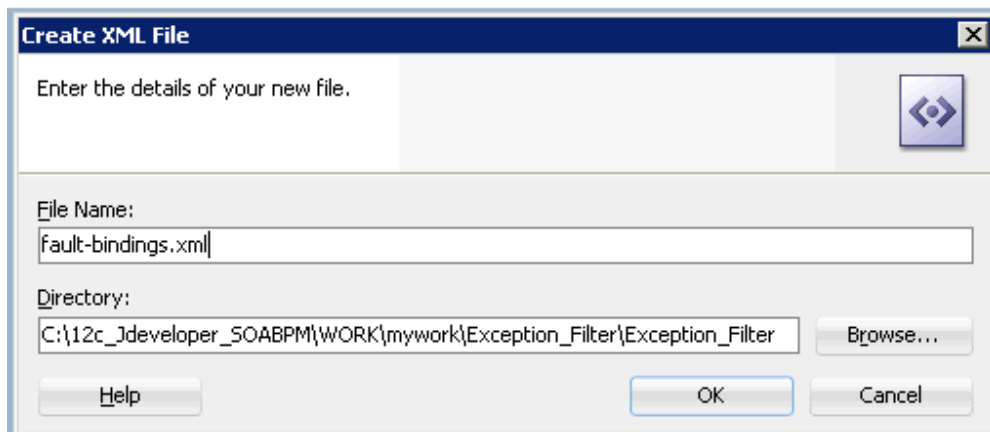 Create XML File
Enter the details of your new file.
File Name:
fault-bindings.xml
Directory:
C:\12c_Jdeveloper_SOABPM\WORK\mywork\Exception_Filter\Exception_Filter
Browse...
Help
OK
Cancel